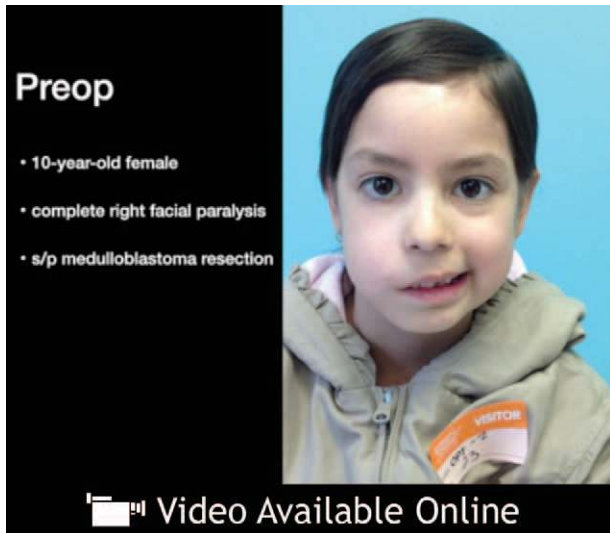 Preop
• 10-year-old female
• complete right facial paralysis
• s/p medulloblastoma resection
VISITOR
Video Available Online